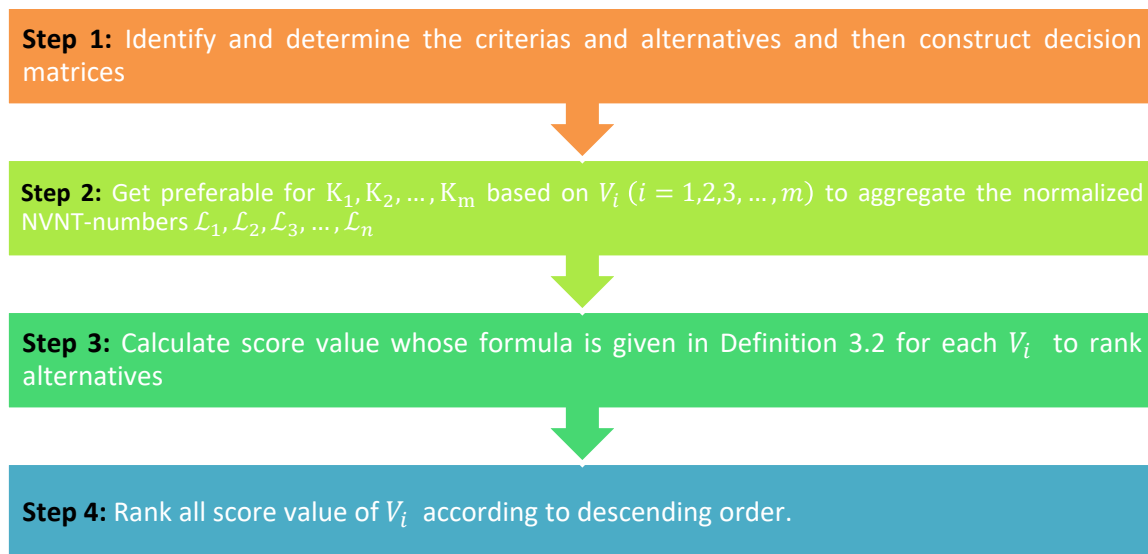 Step 1: Identify and determine the criterias and alternatives and then construct decision
matrices
Step 2: Get preferable for K₁, K₂, … , Kₘ based on Vᵢ (i = 1,2,3, … , m) to aggregate the normalized
NVNT-numbers ℒ₁, ℒ₂, ℒ₃, … , ℒₙ
Step 3: Calculate score value whose formula is given in Definition 3.2 for each Vᵢ to rank
alternatives
Step 4: Rank all score value of Vᵢ according to descending order.